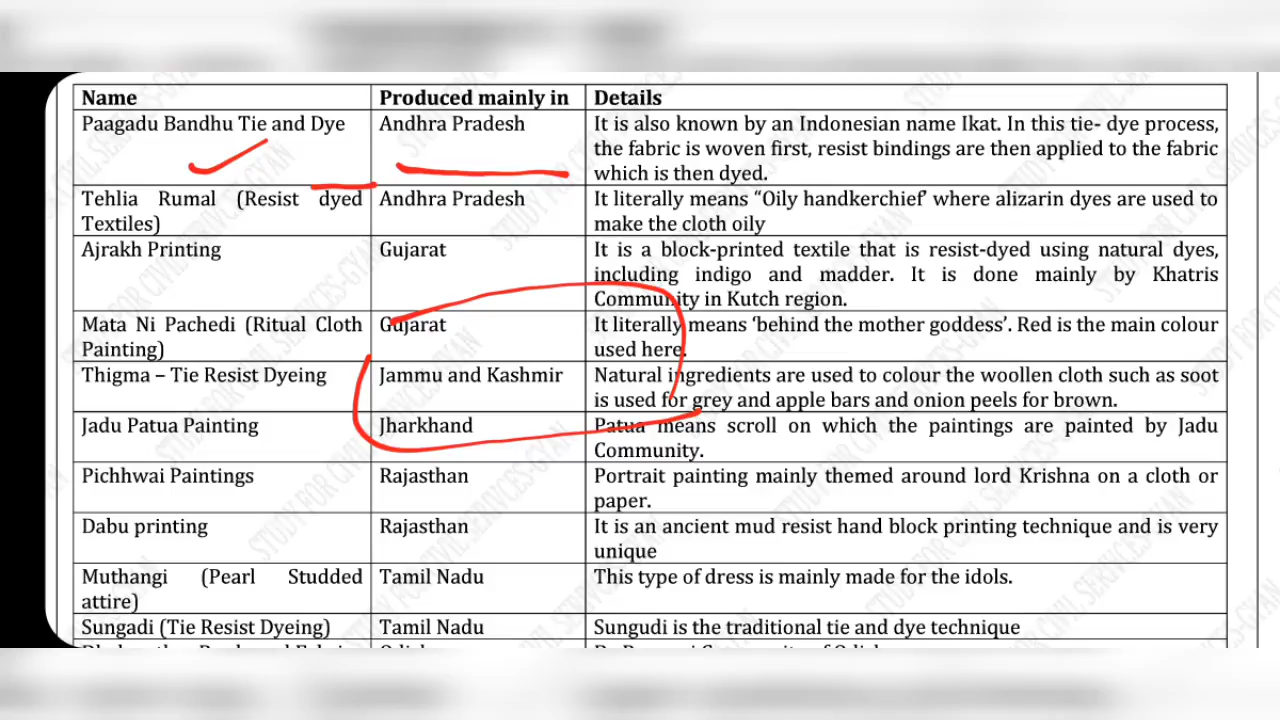 Name Produced mainly in Details
Paagadu Bandhu Tie and Dye Andhra Pradesh It is also known by an Indonesian name Ikat. In this tie- dye process,
the fabric is woven first, resist bindings are then applied to the fabric
which is then dyed.
Tehlia Rumal (Resist dyed Andhra Pradesh It literally means “Oily handkerchief’ where alizarin dyes are used to
Textiles) make the cloth oily
Ajrakh Printing Gujarat It is a block-printed textile that is resist-dyed using natural dyes,
including indigo and madder. It is done mainly by Khatris
Community in Kutch region.
Mata Ni Pachedi (Ritual Cloth Gujarat It literally means ‘behind the mother goddess’. Red is the main colour
Painting) used here.
Thigma – Tie Resist Dyeing Jammu and Kashmir Natural ingredients are used to colour the woollen cloth such as soot
is used for grey and apple bars and onion peels for brown.
Jadu Patua Painting Jharkhand Patua means scroll on which the paintings are painted by Jadu
Community.
Pichhwai Paintings Rajasthan Portrait painting mainly themed around lord Krishna on a cloth or
paper.
Dabu printing Rajasthan It is an ancient mud resist hand block printing technique and is very
unique
Muthangi (Pearl Studded Tamil Nadu This type of dress is mainly made for the idols.
attire)
Sungadi (Tie Resist Dyeing) Tamil Nadu Sungudi is the traditional tie and dye technique